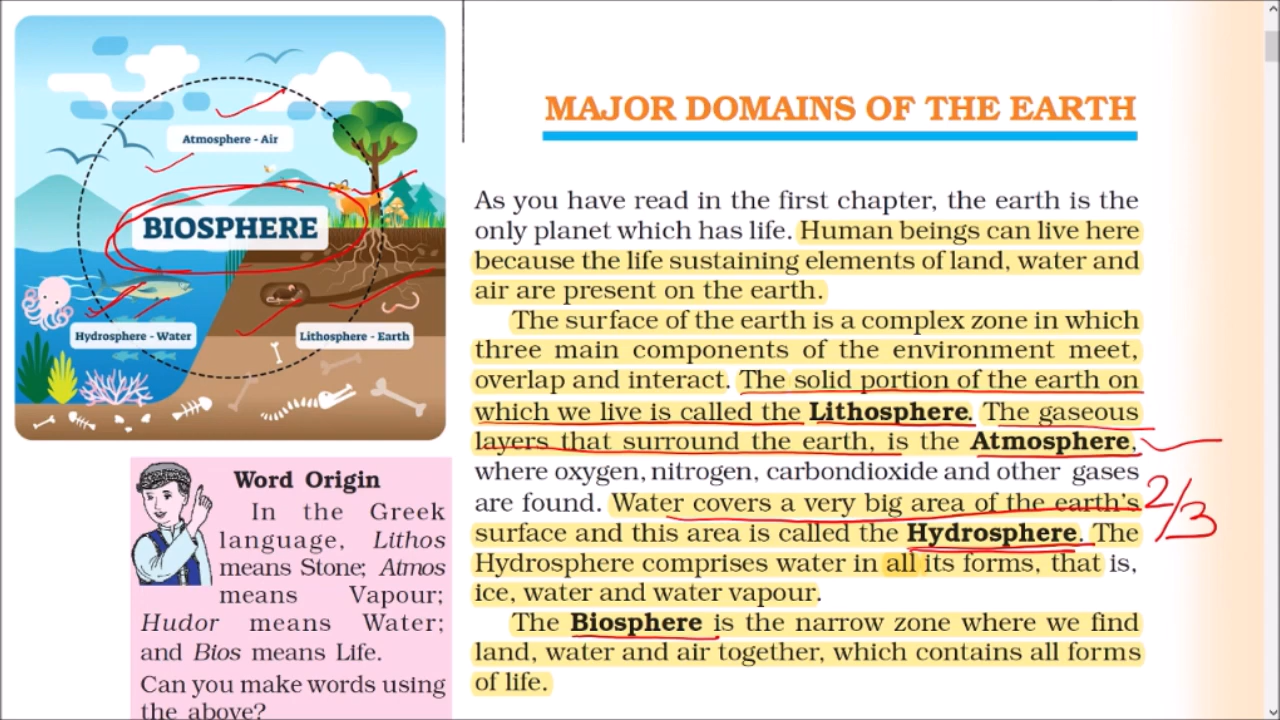 Atmosphere - Air
BIOSPHERE
Hydrosphere - Water
Lithosphere - Earth
Word Origin
In the Greek
language, Lithos
means Stone; Atmos
means Vapour;
Hudor means Water;
and Bios means Life.
Can you make words using
the above?
MAJOR DOMAINS OF THE EARTH
As you have read in the first chapter, the earth is the
only planet which has life. Human beings can live here
because the life sustaining elements of land, water and
air are present on the earth.
The surface of the earth is a complex zone in which
three main components of the environment meet,
overlap and interact. The solid portion of the earth on
which we live is called the Lithosphere. The gaseous
layers that surround the earth, is the Atmosphere,
where oxygen, nitrogen, carbondioxide and other gases
are found. Water covers a very big area of the earth's
2/3
surface and this area is called the Hydrosphere. The
Hydrosphere comprises water in all its forms, that is,
ice, water and water vapour.
The Biosphere is the narrow zone where we find
land, water and air together, which contains all forms
of life.